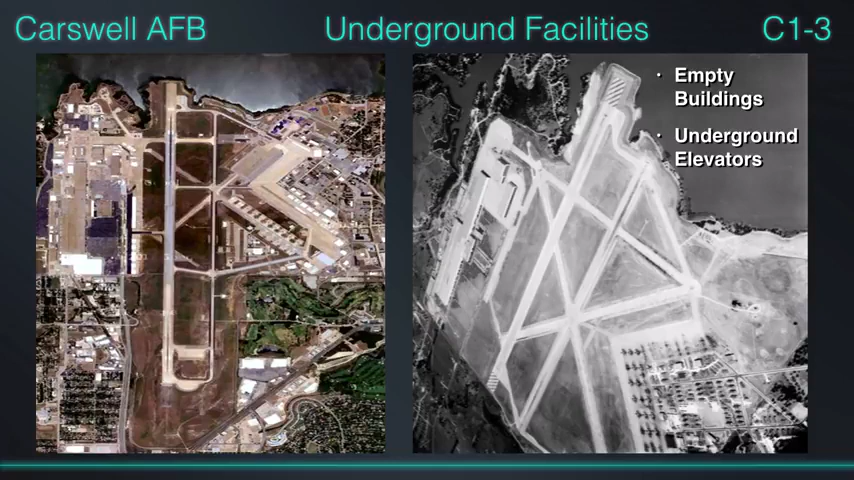 Carswell AFB Underground Facilities C1-3
· Empty
Buildings
· Underground
Elevators